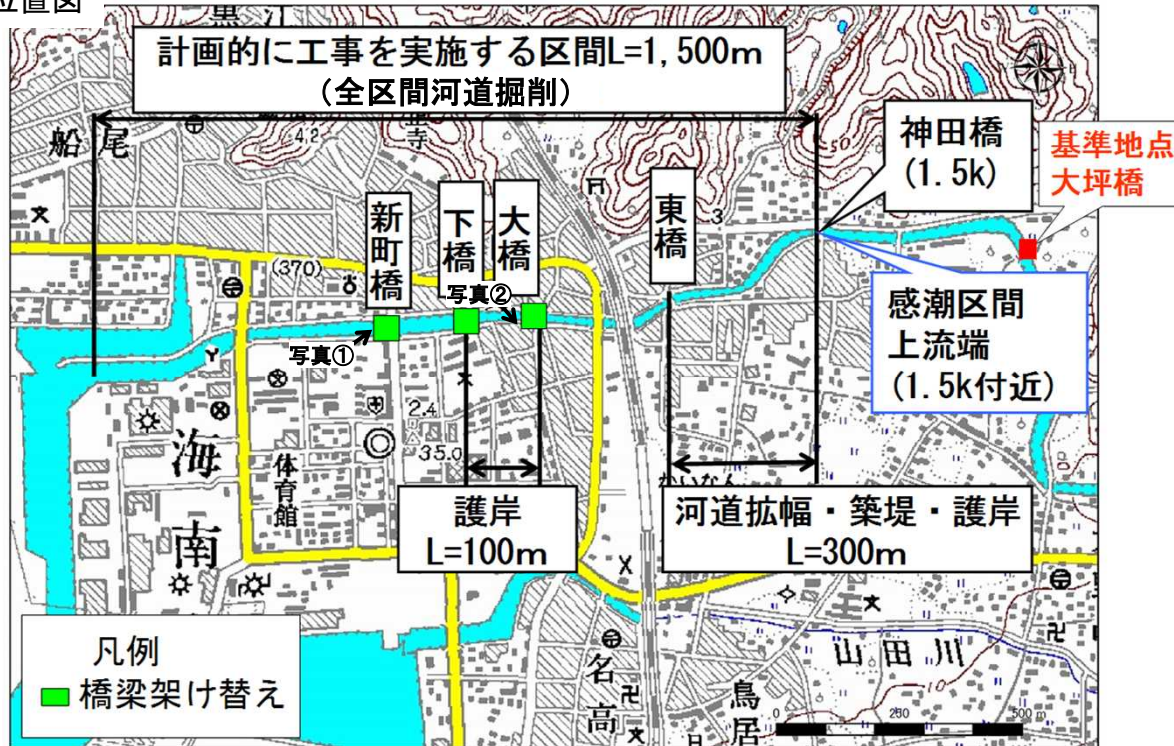 位置図
計画的に工事を実施する区間L=1,500m
(全区間河道掘削)
船尾
4.2
神田橋
(1.5k)
基準地点
大坪橋
50
新町橋
下橋
大橋
東橋
3
(370)
写真①
写真②
感潮区間
上流端
(1.5k付近)
海南
体育館
2.4
35.0
かいなん
護岸
L=100m
河道拡幅・築堤・護岸
L=300m
凡例
橋梁架け替え
名高
山田川
鳥居
10
0 250 500 m